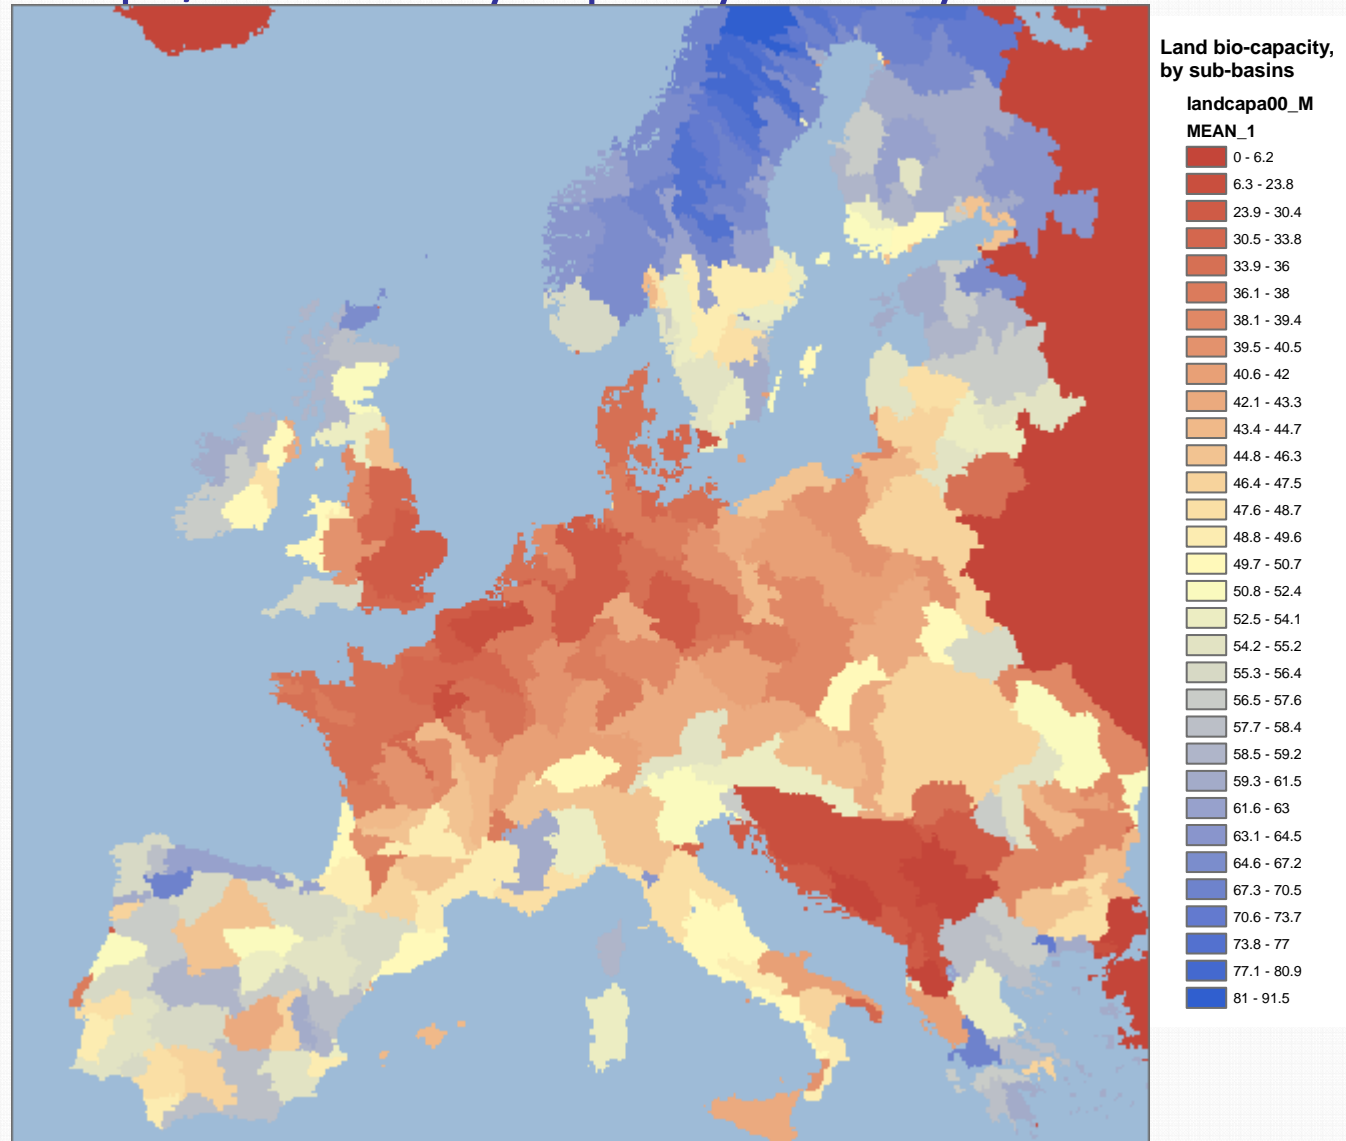 Land bio-capacity,
by sub-basins
landcapa00_M
MEAN_1
0 - 6.2
6.3 - 23.8
23.9 - 30.4
30.5 - 33.8
33.9 - 36
36.1 - 38
38.1 - 39.4
39.5 - 40.5
40.6 - 42
42.1 - 43.3
43.4 - 44.7
44.8 - 46.3
46.4 - 47.5
47.6 - 48.7
48.8 - 49.6
49.7 - 50.7
50.8 - 52.4
52.5 - 54.1
54.2 - 55.2
55.3 - 56.4
56.5 - 57.6
57.7 - 58.4
58.5 - 59.2
59.3 - 61.5
61.6 - 63
63.1 - 64.5
64.6 - 67.2
67.3 - 70.5
70.6 - 73.7
73.8 - 77
77.1 - 80.9
81 - 91.5